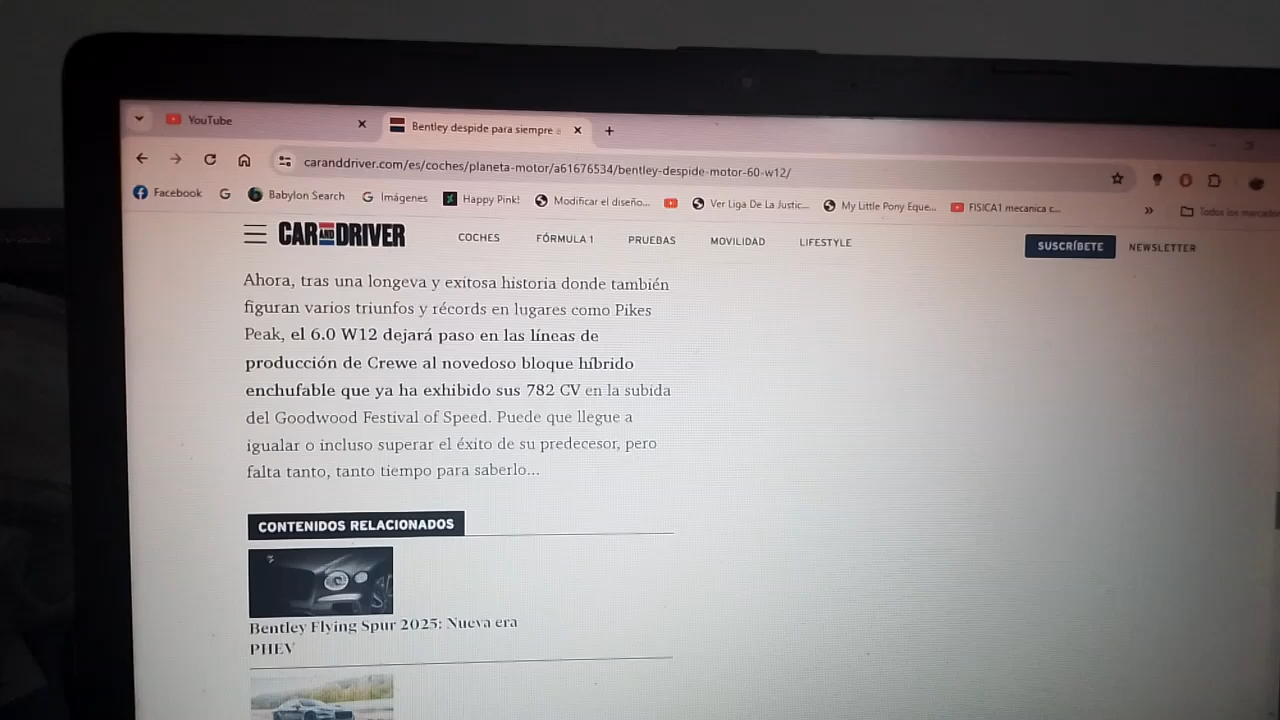 YouTube
Bentley despide para siempre a
caranddriver.com/es/coches/planeta-motor/a61676534/bentley-despide-motor-60-w12/
Facebook
G
Babylon Search
Imágenes
Happy Pink!
Modificar el diseño...
Ver Liga De La Justic...
My Little Pony Eque...
FISICA1 mecanica c...
»
Todos los marcado
CAR AND DRIVER
COCHES
FÓRMULA 1
PRUEBAS
MOVILIDAD
LIFESTYLE
SUSCRÍBETE
NEWSLETTER
Ahora, tras una longeva y exitosa historia donde también
figuran varios triunfos y récords en lugares como Pikes
Peak, el 6.0 W12 dejará paso en las líneas de
producción de Crewe al novedoso bloque híbrido
enchufable que ya ha exhibido sus 782 CV en la subida
del Goodwood Festival of Speed. Puede que llegue a
igualar o incluso superar el éxito de su predecesor, pero
falta tanto, tanto tiempo para saberlo...
CONTENIDOS RELACIONADOS
Bentley Flying Spur 2025: Nueva era
PHEV